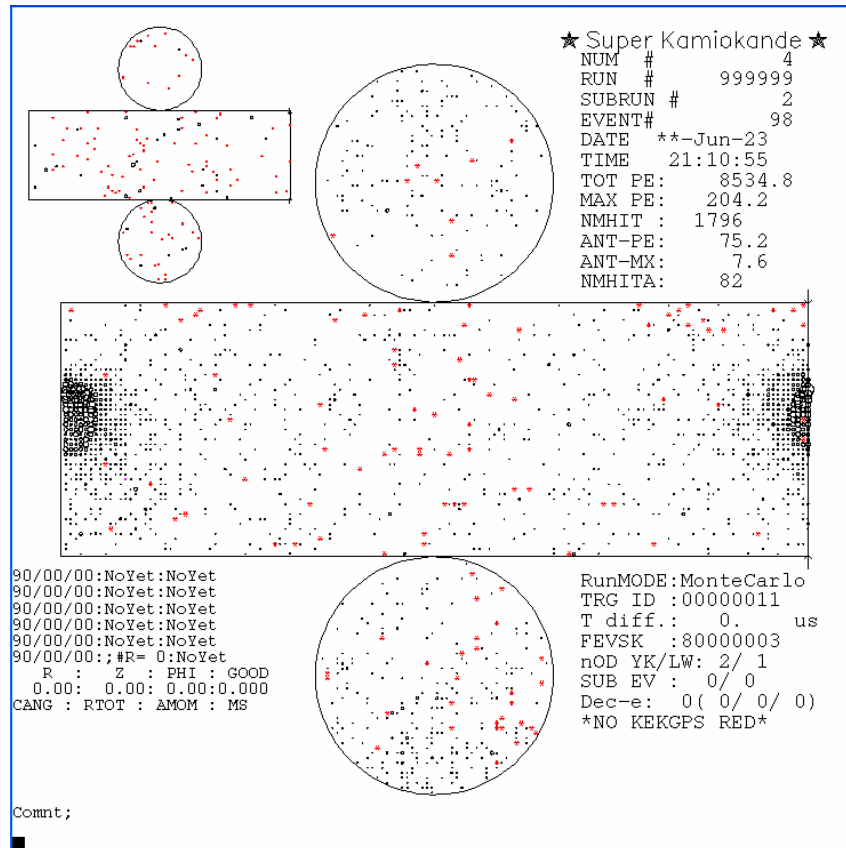 ★ Super Kamiokande ★
NUM # 4
RUN # 999999
SUBRUN # 2
EVENT# 98
DATE **-Jun-23
TIME 21:10:55
TOT PE: 8534.8
MAX PE: 204.2
NMHIT : 1796
ANT-PE: 75.2
ANT-MX: 7.6
NMHITA: 82
90/00/00:NoYet:NoYet
90/00/00:NoYet:NoYet
90/00/00:NoYet:NoYet
90/00/00:NoYet:NoYet
90/00/00:NoYet:NoYet
90/00/00:;#R= 0:NoYet
R : Z : PHI : GOOD
0.00: 0.00: 0.00:0.000
CANG : RTOT : AMOM : MS
RunMODE:MonteCarlo
TRG ID :00000011
T diff.: 0. us
FEVSK :80000003
nOD YK/LW: 2/ 1
SUB EV : 0/ 0
Dec-e: 0( 0/ 0/ 0)
*NO KEKGPS RED*
Comnt;